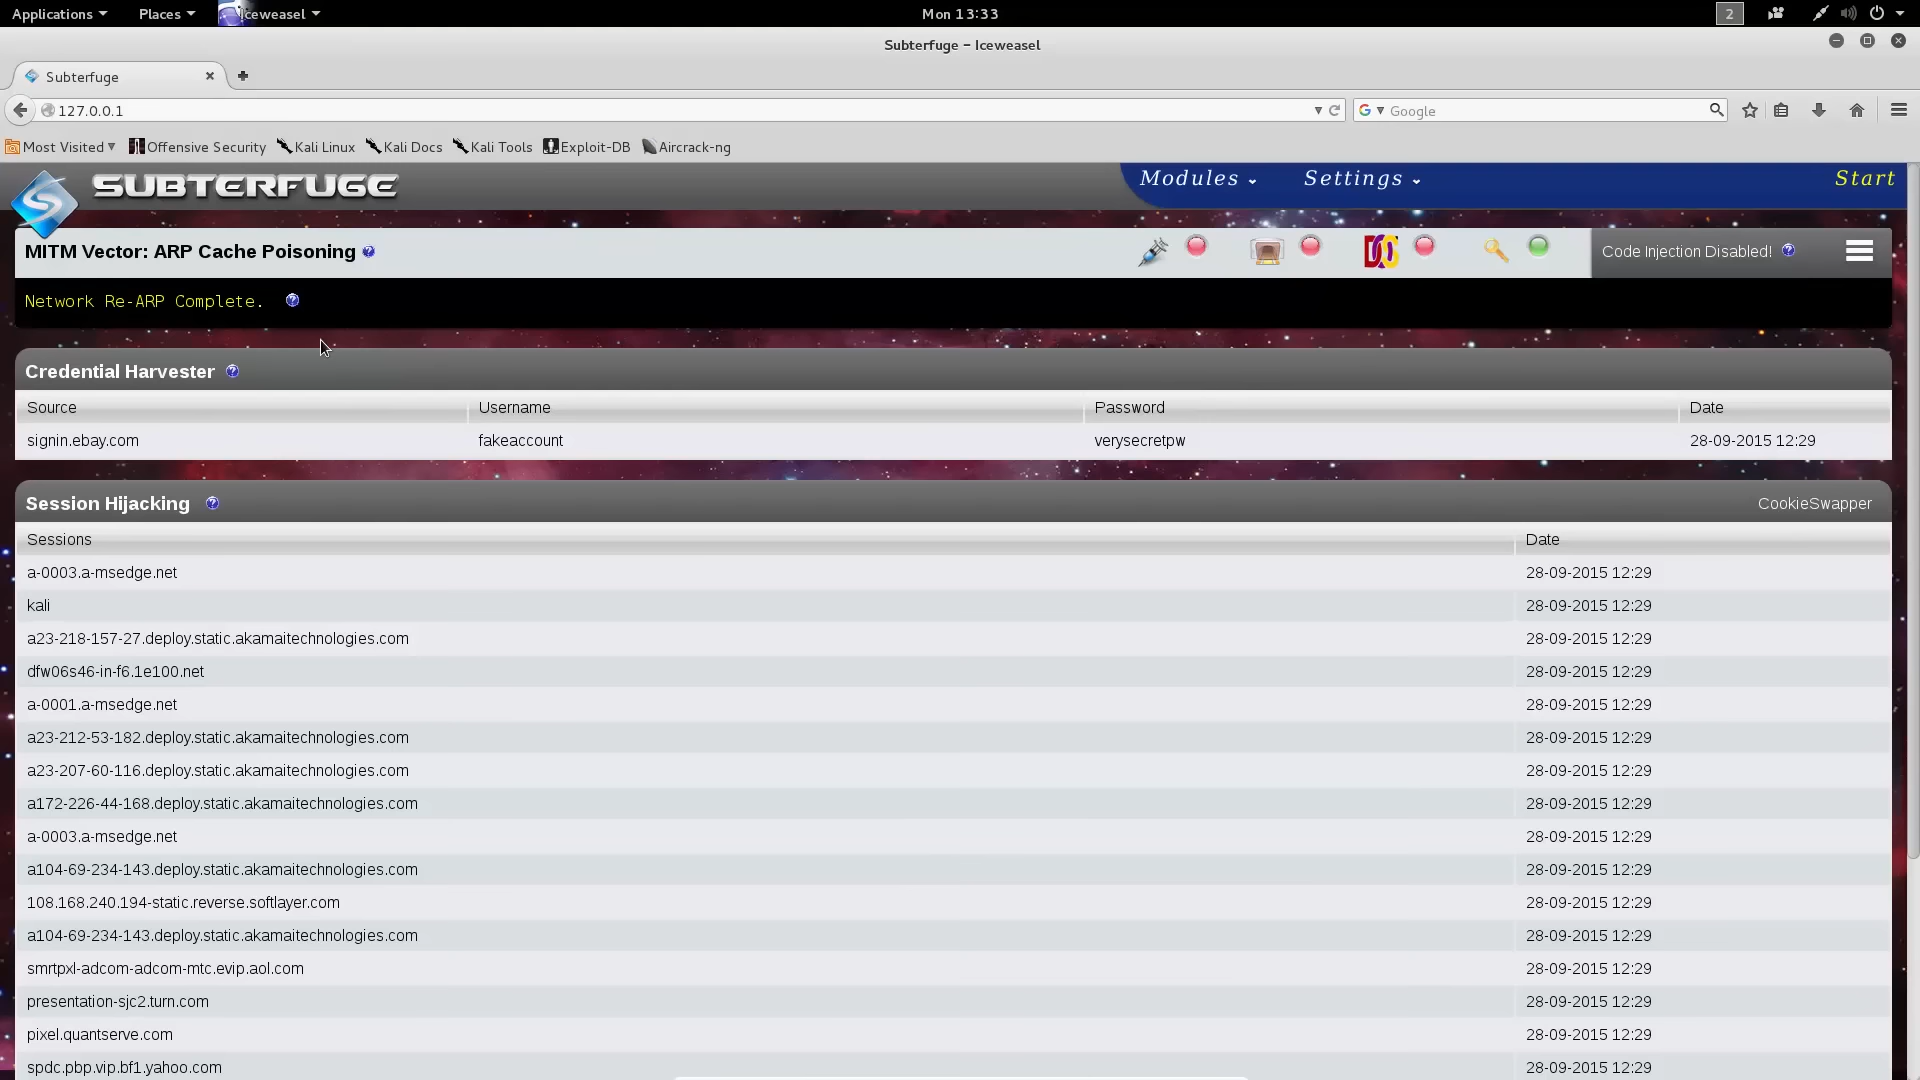 Applications Places Iceweasel Mon 13:33 2
Subterfuge – Iceweasel
Subterfuge
127.0.0.1 Google
Most Visited Offensive Security Kali Linux Kali Docs Kali Tools Exploit-DB Aircrack-ng
SUBTERFUGE Modules Settings Start
MITM Vector: ARP Cache Poisoning Code Injection Disabled!
Network Re-ARP Complete.
Credential Harvester
Source Username Password Date
signin.ebay.com fakeaccount verysecretpw 28-09-2015 12:29
Session Hijacking CookieSwapper
Sessions Date
a-0003.a-msedge.net 28-09-2015 12:29
kali 28-09-2015 12:29
a23-218-157-27.deploy.static.akamaitechnologies.com 28-09-2015 12:29
dfw06s46-in-f6.1e100.net 28-09-2015 12:29
a-0001.a-msedge.net 28-09-2015 12:29
a23-212-53-182.deploy.static.akamaitechnologies.com 28-09-2015 12:29
a23-207-60-116.deploy.static.akamaitechnologies.com 28-09-2015 12:29
a172-226-44-168.deploy.static.akamaitechnologies.com 28-09-2015 12:29
a-0003.a-msedge.net 28-09-2015 12:29
a104-69-234-143.deploy.static.akamaitechnologies.com 28-09-2015 12:29
108.168.240.194-static.reverse.softlayer.com 28-09-2015 12:29
a104-69-234-143.deploy.static.akamaitechnologies.com 28-09-2015 12:29
smrtpxl-adcom-adcom-mtc.evip.aol.com 28-09-2015 12:29
presentation-sjc2.turn.com 28-09-2015 12:29
pixel.quantserve.com 28-09-2015 12:29
spdc.pbp.vip.bf1.yahoo.com 28-09-2015 12:29